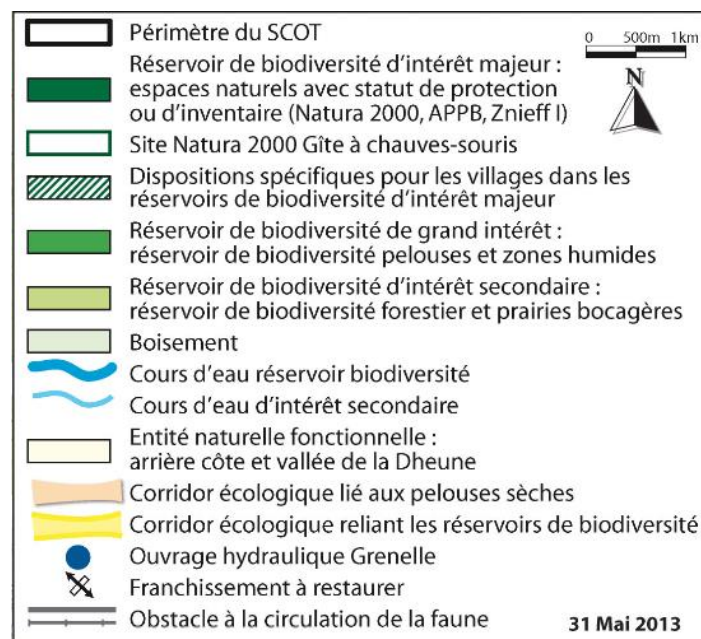 Périmètre du SCOT
0 500m 1km
N
Réservoir de biodiversité d'intérêt majeur :
espaces naturels avec statut de protection
ou d'inventaire (Natura 2000, APPB, Znieff I)
Site Natura 2000 Gîte à chauves-souris
Dispositions spécifiques pour les villages dans les
réservoirs de biodiversité d'intérêt majeur
Réservoir de biodiversité de grand intérêt :
réservoir de biodiversité pelouses et zones humides
Réservoir de biodiversité d'intérêt secondaire :
réservoir de biodiversité forestier et prairies bocagères
Boisement
Cours d'eau réservoir biodiversité
Cours d'eau d'intérêt secondaire
Entité naturelle fonctionnelle :
arrière côte et vallée de la Dheune
Corridor écologique lié aux pelouses sèches
Corridor écologique reliant les réservoirs de biodiversité
Ouvrage hydraulique Grenelle
Franchissement à restaurer
Obstacle à la circulation de la faune
31 Mai 2013